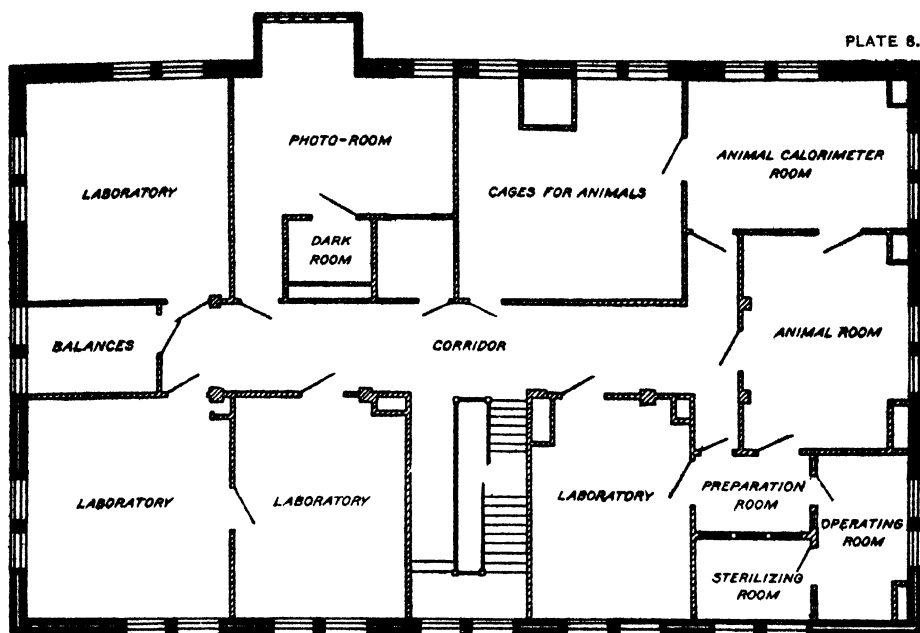 PLATE 8.
PHOTO-ROOM
LABORATORY
CAGES FOR ANIMALS
ANIMAL CALORIMETER
ROOM
DARK
ROOM
BALANCES
CORRIDOR
ANIMAL ROOM
LABORATORY
LABORATORY
LABORATORY
PREPARATION
ROOM
OPERATING
ROOM
STERILIZING
ROOM